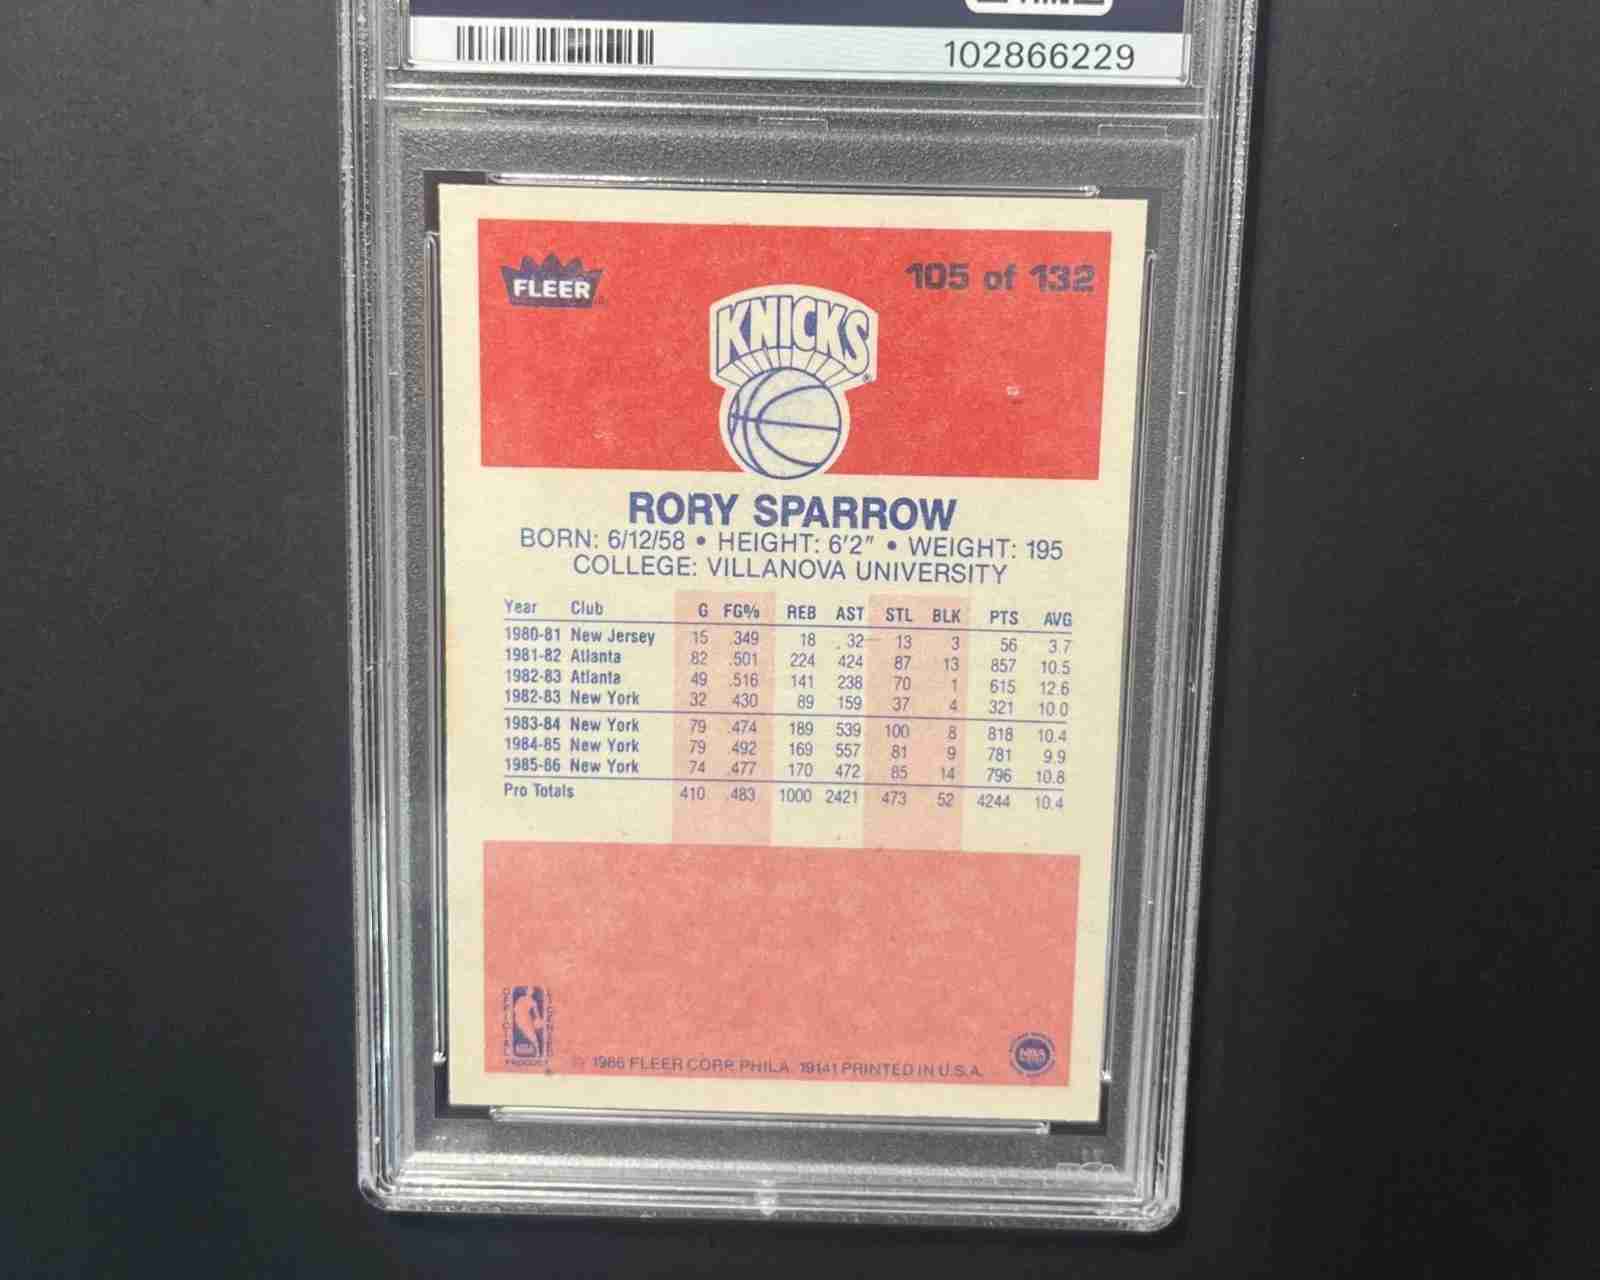 102866229
FLEER
105 of 132
KNICKS
RORY SPARROW
BORN: 6/12/58 • HEIGHT: 6'2" • WEIGHT: 195
COLLEGE: VILLANOVA UNIVERSITY
Year Club G FG% REB AST STL BLK PTS AVG
1980-81 New Jersey 15 .349 18 32 13 3 56 3.7
1981-82 Atlanta 82 .501 224 424 87 13 857 10.5
1982-83 Atlanta 49 .516 141 238 70 1 615 12.6
1982-83 New York 32 .430 89 159 37 4 321 10.0
1983-84 New York 79 .474 189 539 100 8 818 10.4
1984-85 New York 79 .492 169 557 81 9 781 9.9
1985-86 New York 74 .477 170 472 85 14 796 10.8
Pro Totals 410 .483 1000 2421 473 52 4244 10.4
OFFICIAL LICENSED
NBA
PRODUCT
© 1986 FLEER CORP. PHILA. 19141 PRINTED IN U.S.A.
NBA
PSA